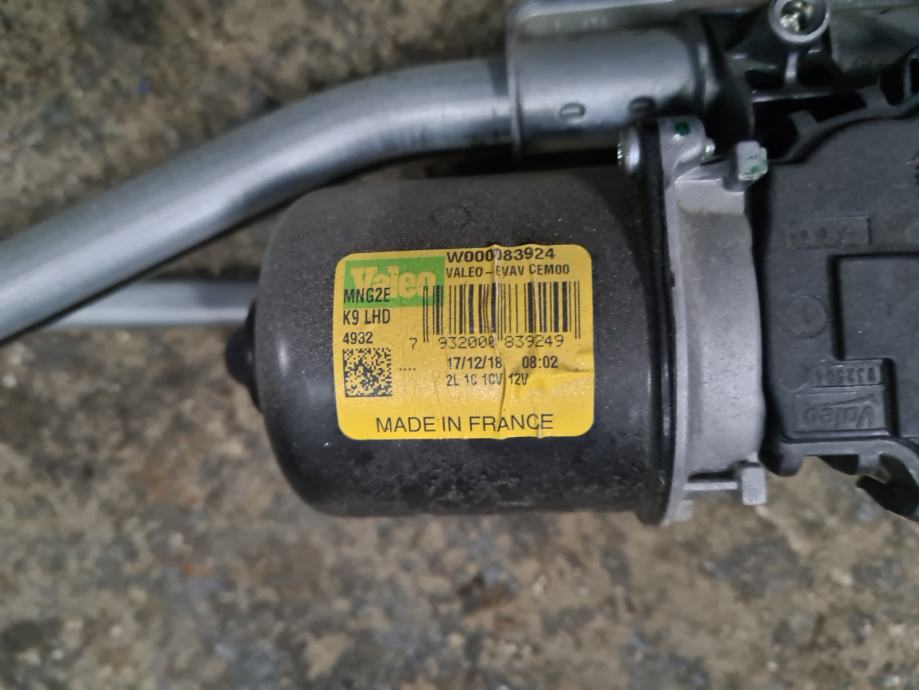 W000083924
Valeo
VALEO-EVAV CEM00
MNG2E
K9 LHD
4932
7 932000 839249
17/12/18 08:02
2L 1C 1CV 12V
MADE IN FRANCE
Valeo